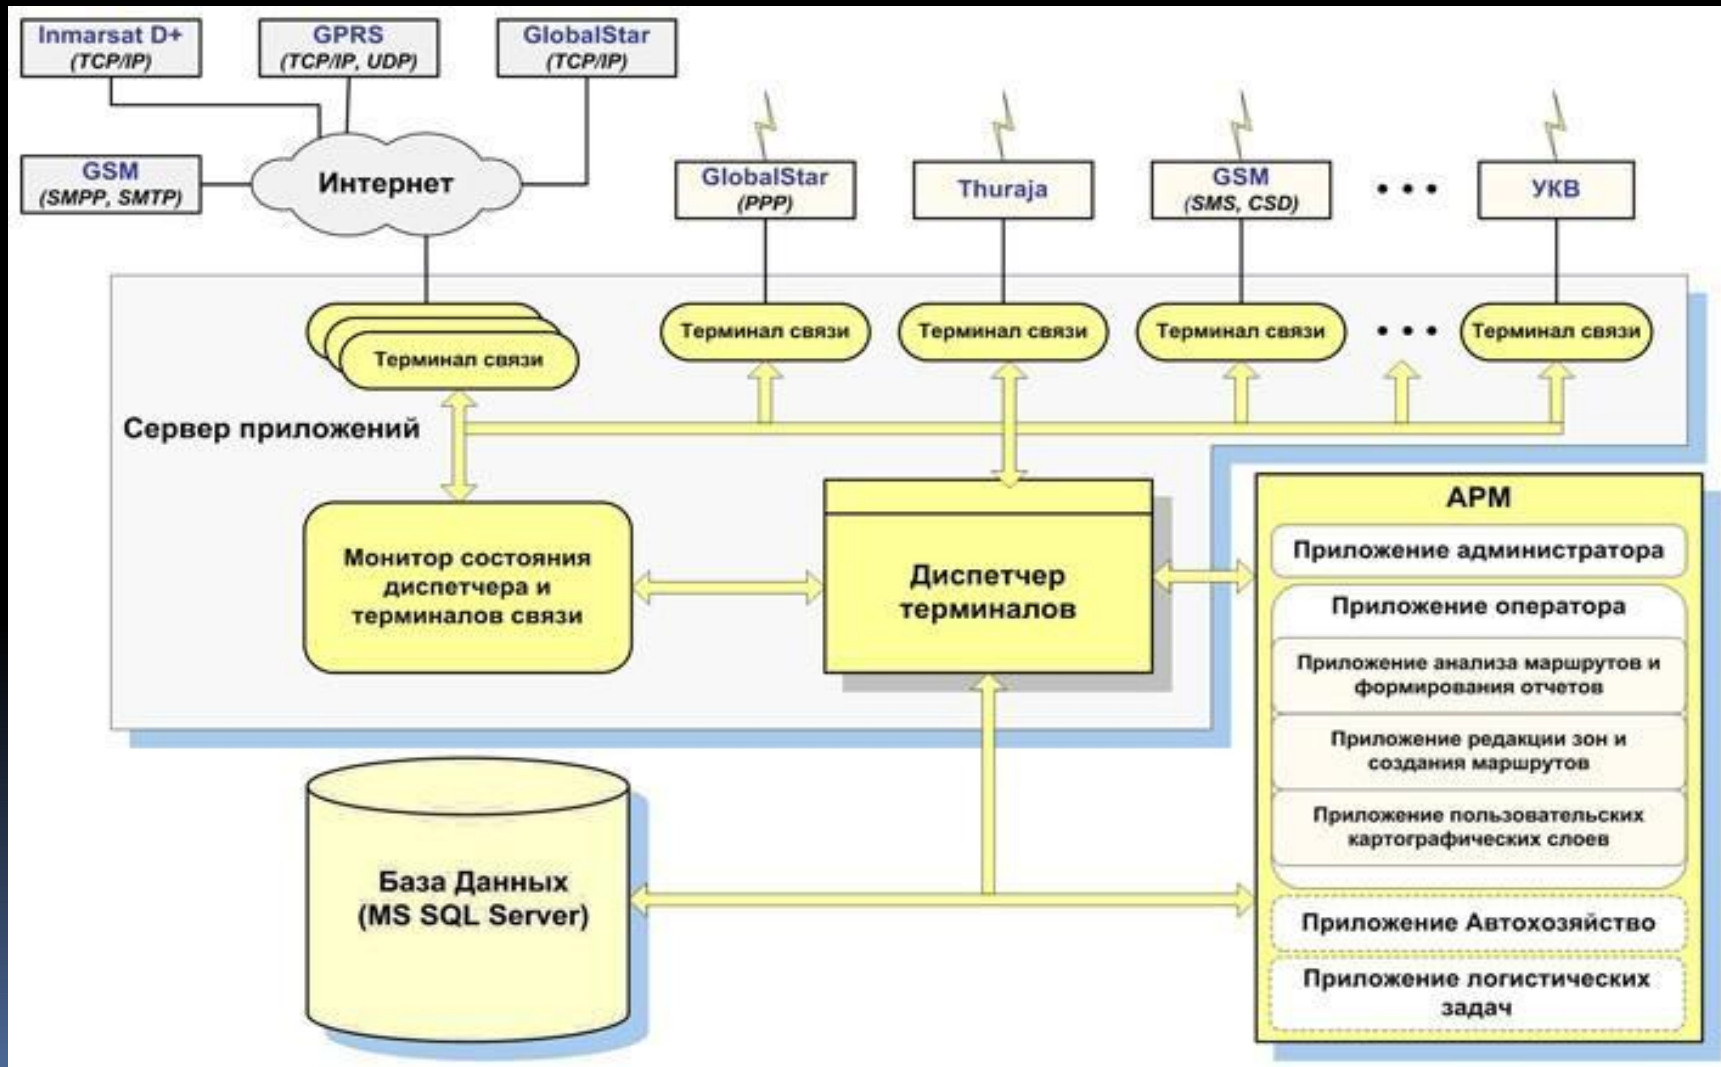 Inmarsat D+
(TCP/IP)
GPRS
(TCP/IP, UDP)
GlobalStar
(TCP/IP)
GSM
(SMPP, SMTP)
Интернет
GlobalStar
(PPP)
Thuraja
GSM
(SMS, CSD)
• • •
УКВ
Терминал связи
Терминал связи
Терминал связи
Терминал связи
• • •
Терминал связи
Сервер приложений
Монитор состояния
диспетчера и
терминалов связи
Диспетчер
терминалов
АРМ
Приложение администратора
Приложение оператора
Приложение анализа маршрутов и
формирования отчетов
Приложение редакции зон и
создания маршрутов
Приложение пользовательских
картографических слоев
Приложение Автохозяйство
Приложение логистических
задач
База Данных
(MS SQL Server)